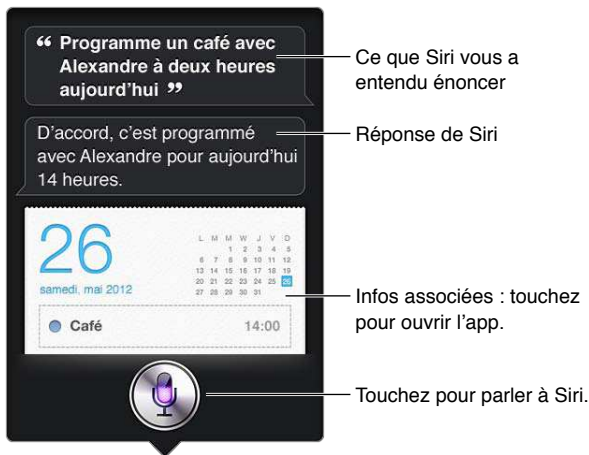 “ Programme un café avec
Alexandre à deux heures
aujourd’hui ”
Ce que Siri vous a
entendu énoncer
D’accord, c’est programmé
avec Alexandre pour aujourd’hui
14 heures.
Réponse de Siri
26
samedi, mai 2012
L M M W J V D
1 2 3 4 5
6 7 8 9 10 11 12
13 14 15 16 17 18 19
20 21 22 23 24 25 26
27 28 29 30 31
Infos associées : touchez
pour ouvrir l’app.
Café 14:00
Touchez pour parler à Siri.